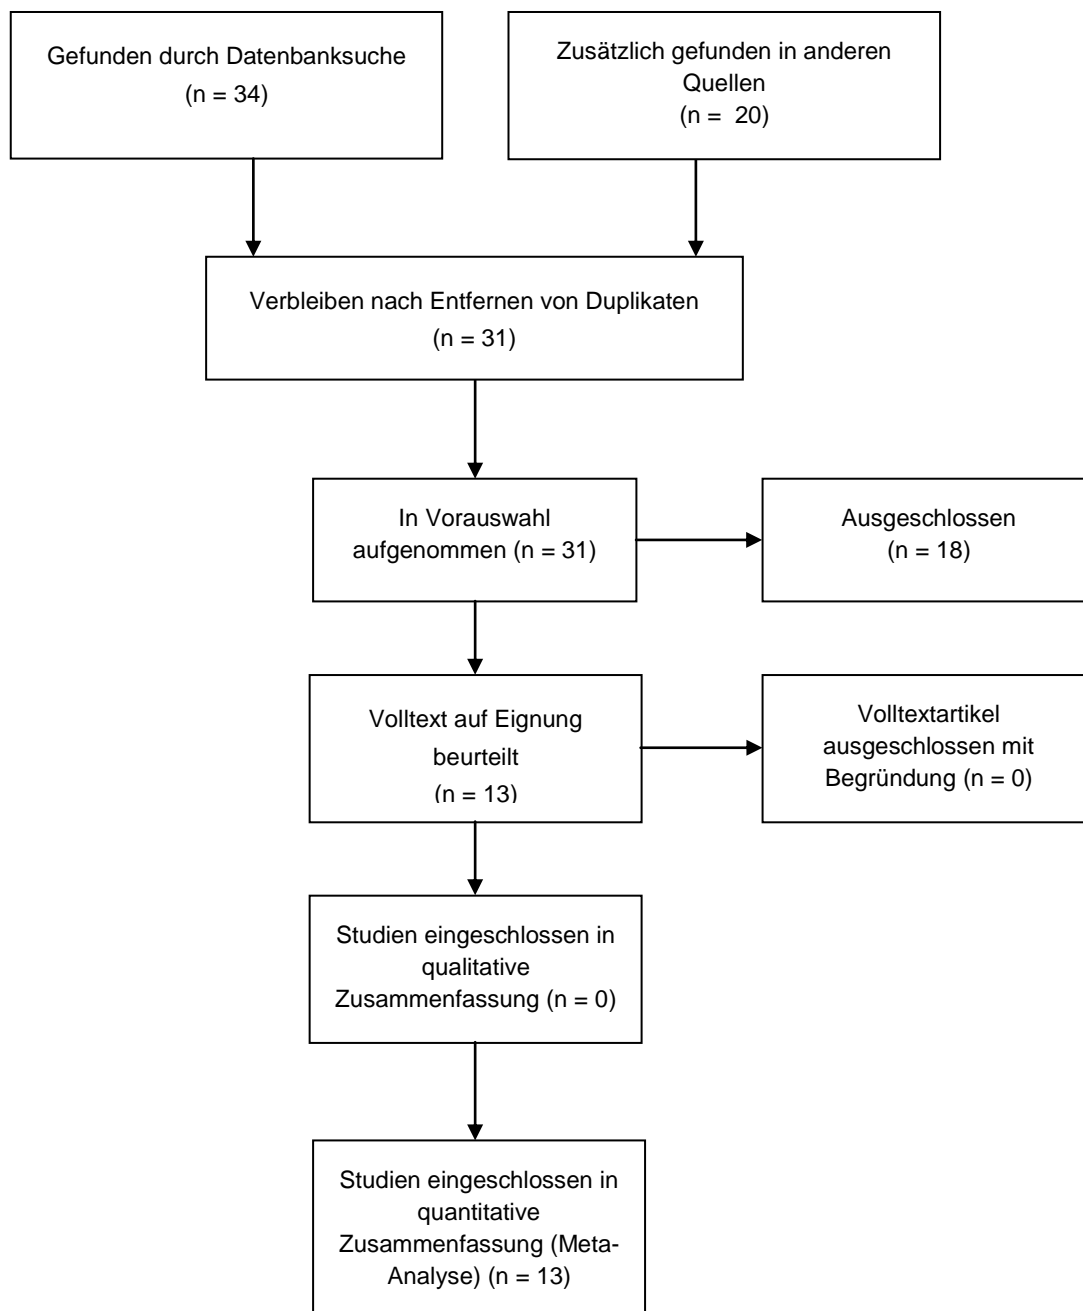 Gefunden durch Datenbanksuche
(n = 34)
Zusätzlich gefunden in anderen
Quellen
(n =  20)
Verbleiben nach Entfernen von Duplikaten
(n = 31)
In Vorauswahl
aufgenommen (n = 31)
Ausgeschlossen
(n = 18)
Volltext auf Eignung
beurteilt
(n = 13)
Volltextartikel
ausgeschlossen mit
Begründung (n = 0)
Studien eingeschlossen in
qualitative
Zusammenfassung (n = 0)
Studien eingeschlossen in
quantitative
Zusammenfassung (Meta-
Analyse) (n = 13)